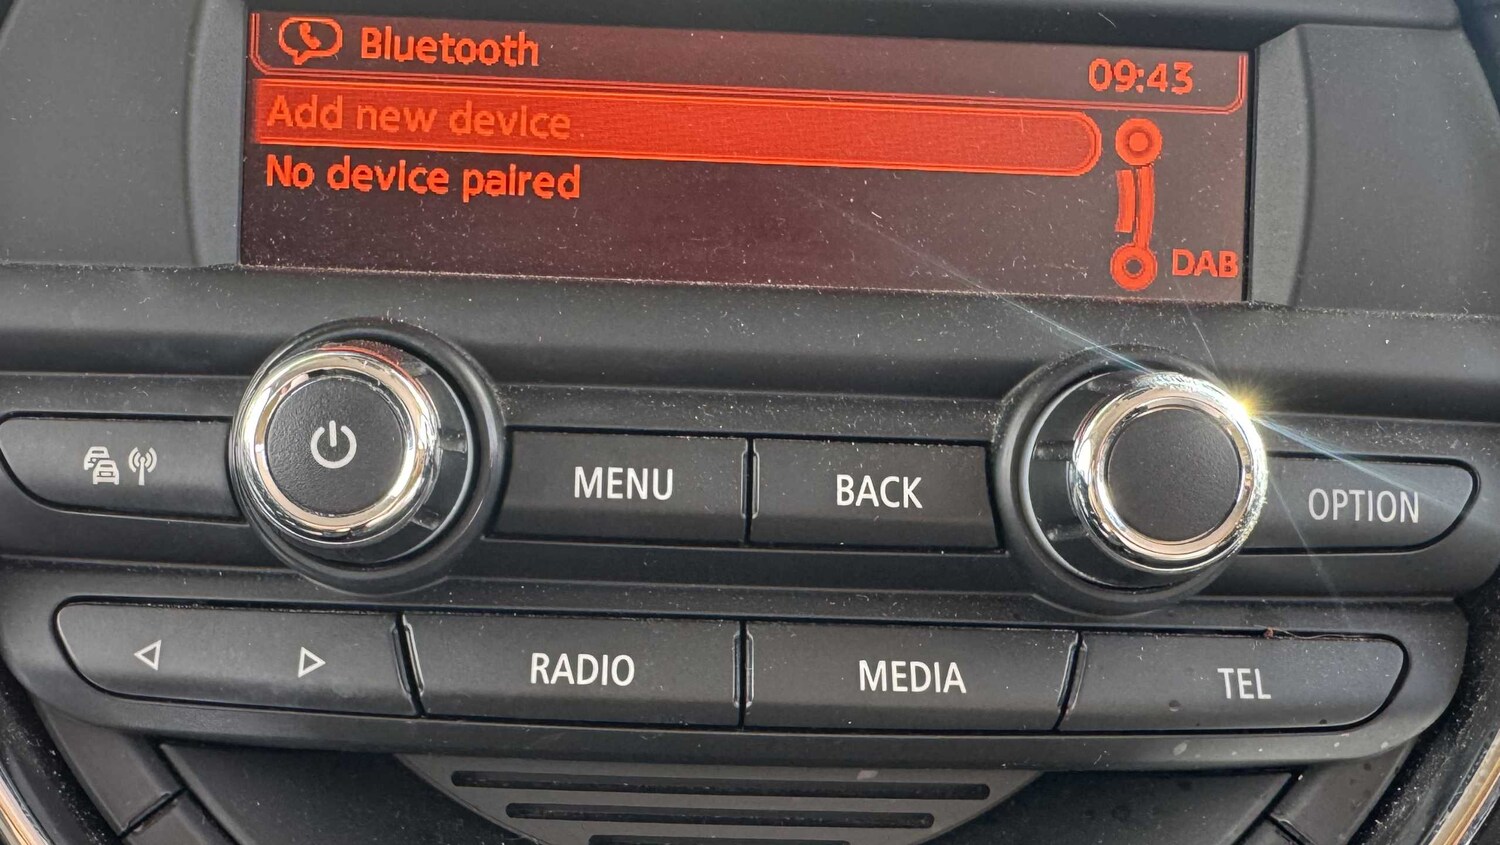 Bluetooth 09:43
Add new device
No device paired
DAB
MENU BACK OPTION
RADIO MEDIA TEL